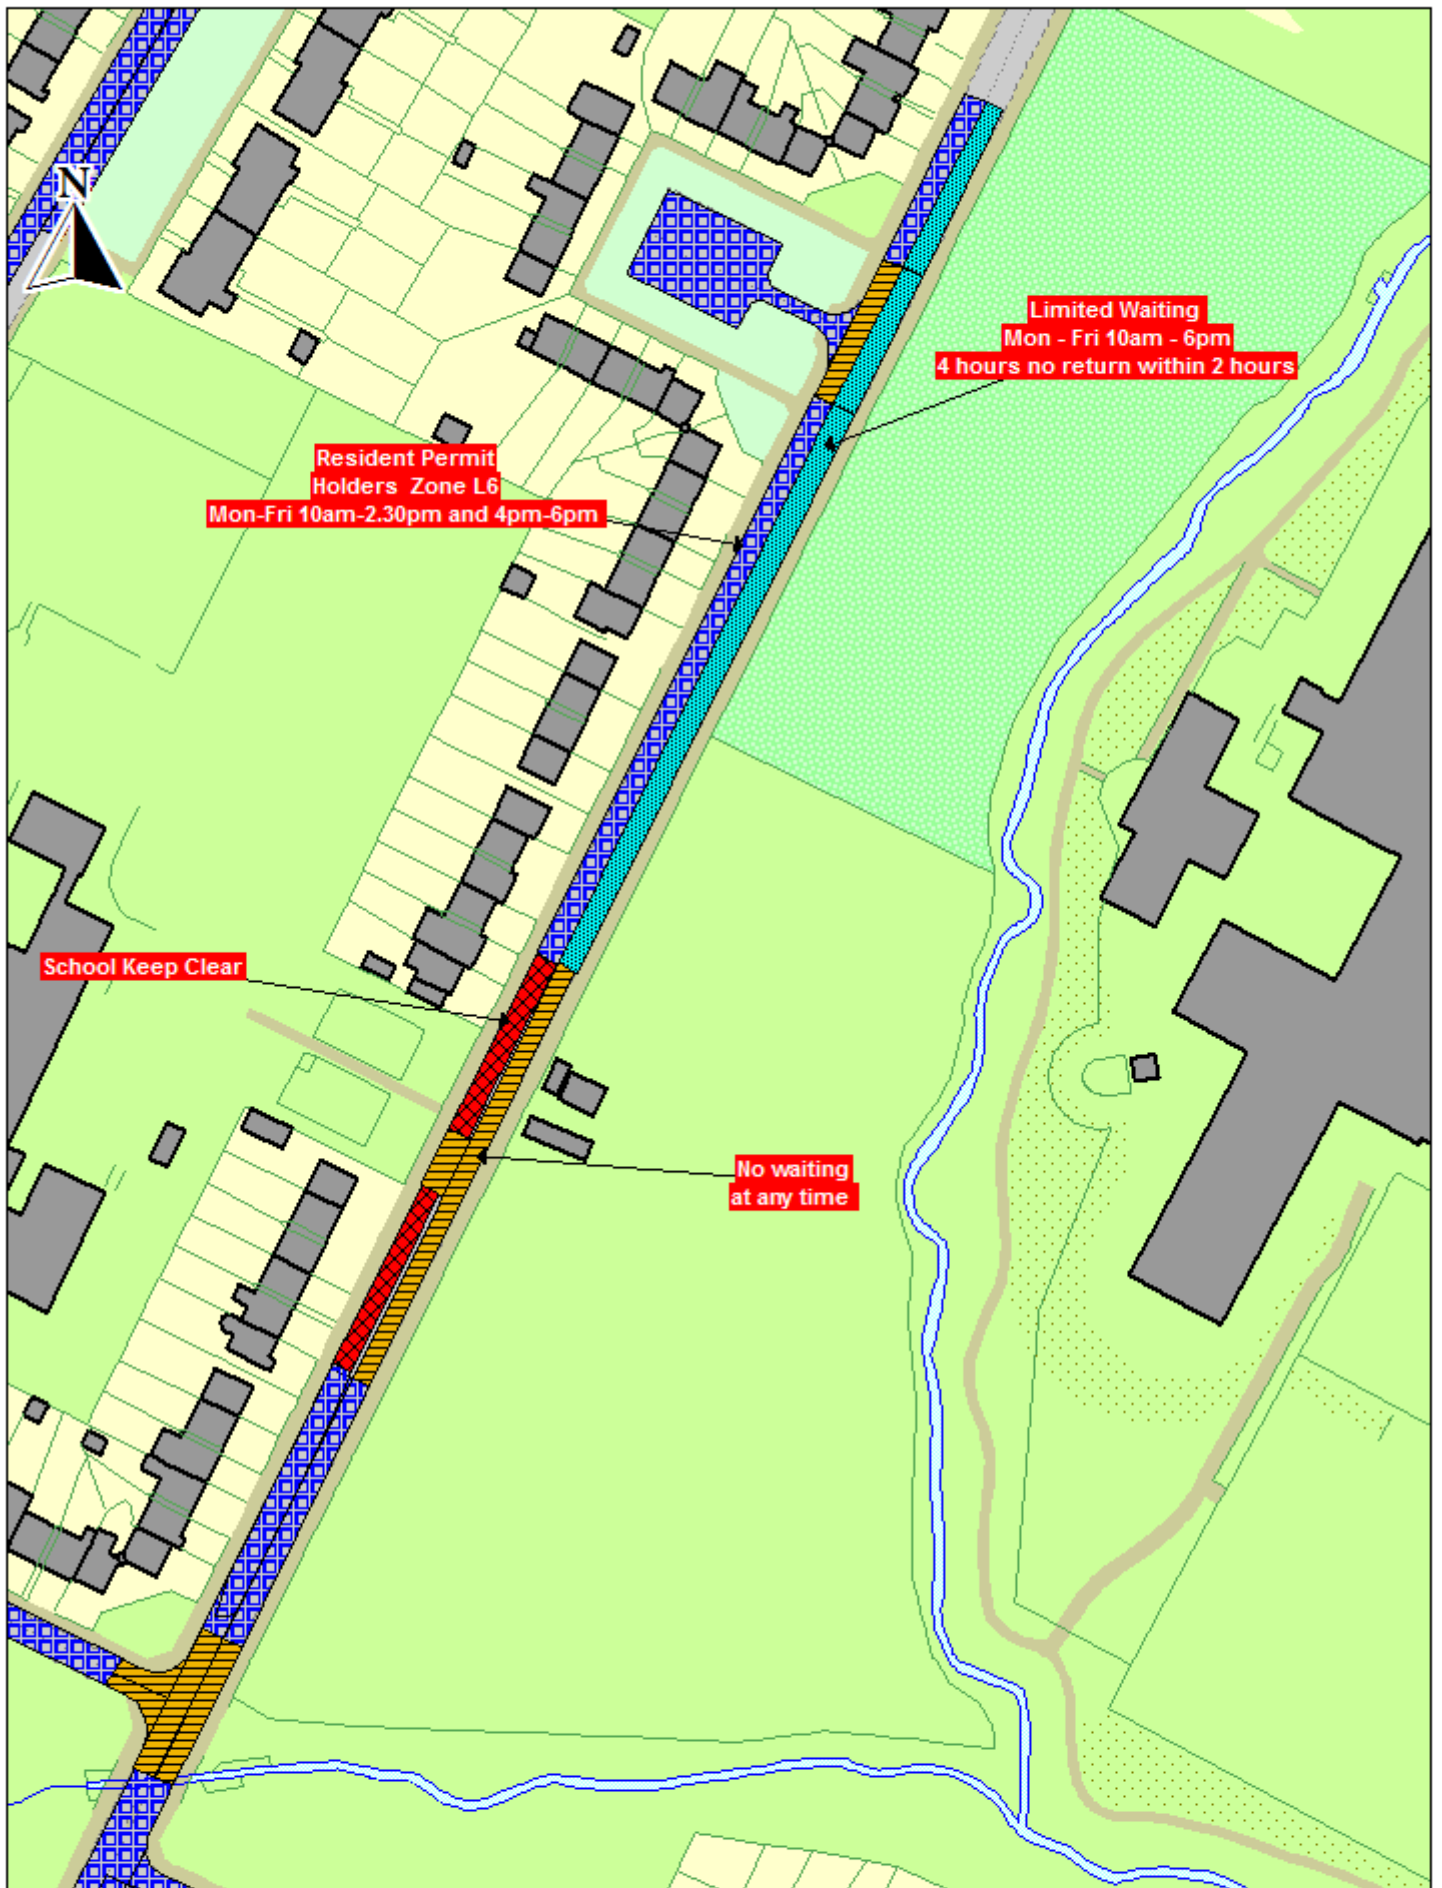 N
Limited Waiting
Mon - Fri 10am - 6pm
4 hours no return within 2 hours
Resident Permit
Holders Zone L6
Mon-Fri 10am-2.30pm and 4pm-6pm
School Keep Clear
No waiting
at any time